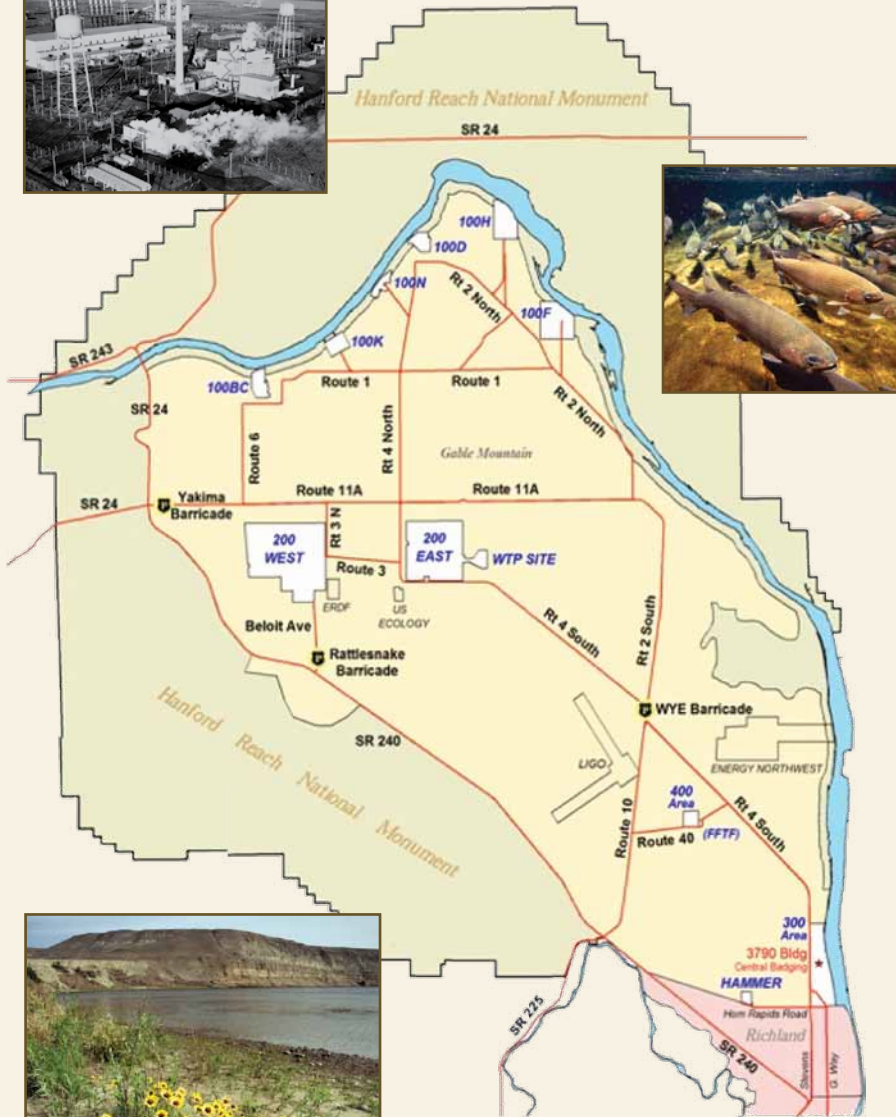 Hanford Reach National Monument
SR 24
100H
100D
100N
Rt 2 North
100F
100K
SR 243
100BC
Route 1
Route 1
SR 24
Rt 2 North
Route 6
Rt 4 North
Gable Mountain
Route 11A
Route 11A
SR 24
Yakima
Barricade
Rt 3 N
200
WEST
200
EAST
WTP SITE
Route 3
ERDF
US
ECOLOGY
Beloit Ave
Rt 4 South
Rt 2 South
Rattlesnake
Barricade
WYE Barricade
Hanford Reach National Monument
SR 240
LIGO
ENERGY NORTHWEST
400
Area
(FFTF)
Rt 4 South
Route 10
Route 40
300
Area
3790 Bldg
Central Badging
HAMMER
Horn Rapids Road
Richland
SR 225
SR 240
Stevens
G. Way